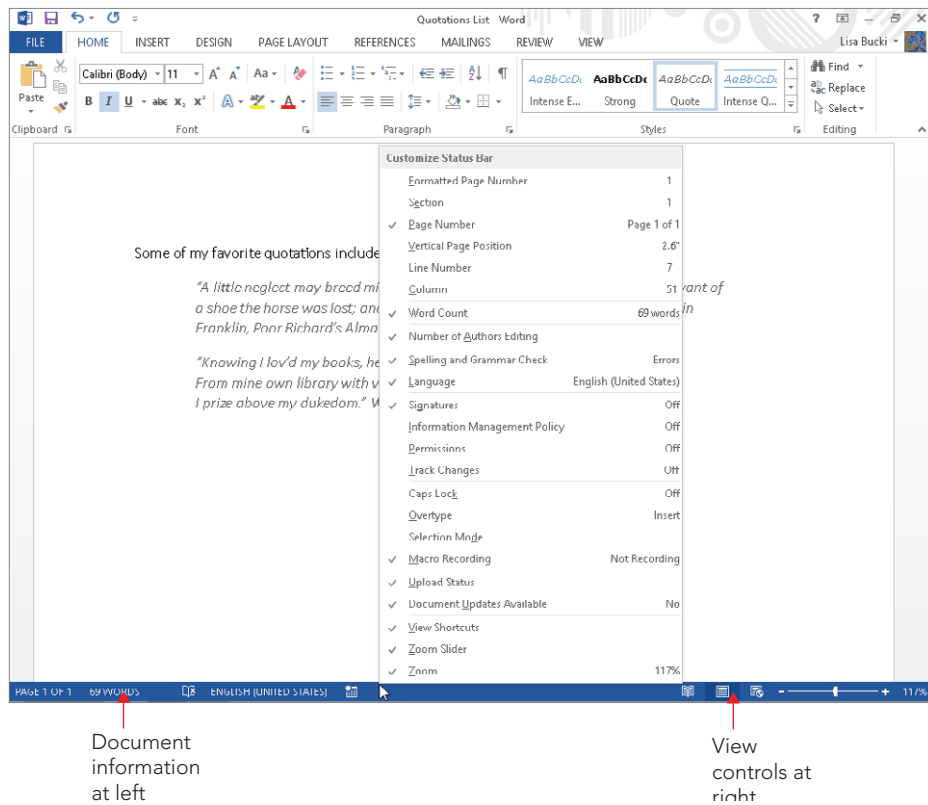 Quotations List Word
FILE HOME INSERT DESIGN PAGE LAYOUT REFERENCES MAILINGS REVIEW VIEW Lisa Bucki
Calibri (Body) 11 A A Aa
AaBbCcDc AaBbCcDc AaBbCcDc AaBbCcDc
Find
Replace
Select
Paste
B I U abc X₂ X² A ab A
Intense E... Strong Quote Intense Q...
Clipboard Font Paragraph Styles Editing
Customize Status Bar
Formatted Page Number 1
Section 1
Page Number Page 1 of 1
Vertical Page Position 2.6"
Line Number 7
Column 51
Word Count 69 words
Number of Authors Editing
Spelling and Grammar Check Errors
Language English (United States)
Signatures Off
Information Management Policy Off
Permissions Off
Track Changes Off
Caps Lock Off
Overtype Insert
Selection Mode
Macro Recording Not Recording
Upload Status
Document Updates Available No
View Shortcuts
Zoom Slider
Zoom 117%
Some of my favorite quotations include
"A little neglect may breed mi vant of
a shoe the horse was lost; and in
Franklin, Poor Richard's Alma
"Knowing I lov'd my books, he
From mine own library with v
I prize above my dukedom." W
PAGE 1 OF 1 69 WORDS ENGLISH (UNITED STATES) 117%
Document
information
at left
View
controls at
right